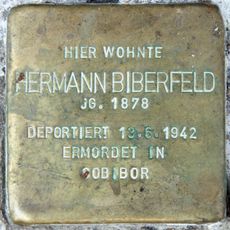 HIER WOHNTE
HERMANN BIBERFELD
JG. 1878
DEPORTIERT 13.6.1942
ERMORDET IN
SOBIBOR